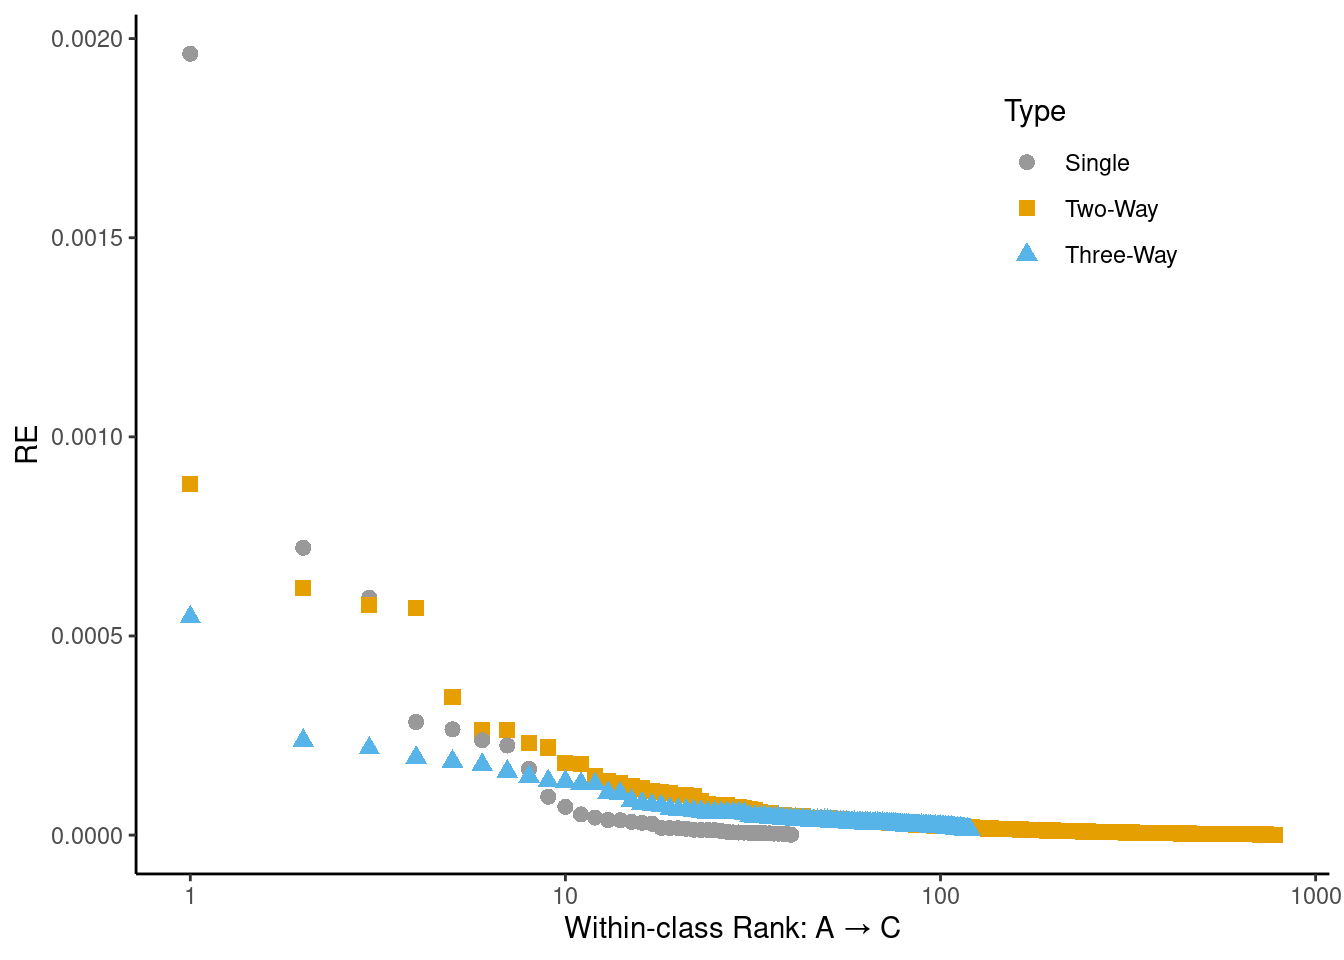 0.0020
0.0015
0.0010
0.0005
0.0000
RE
Type
Single
Two-Way
Three-Way
1 10 100 1000
Within-class Rank: A → C